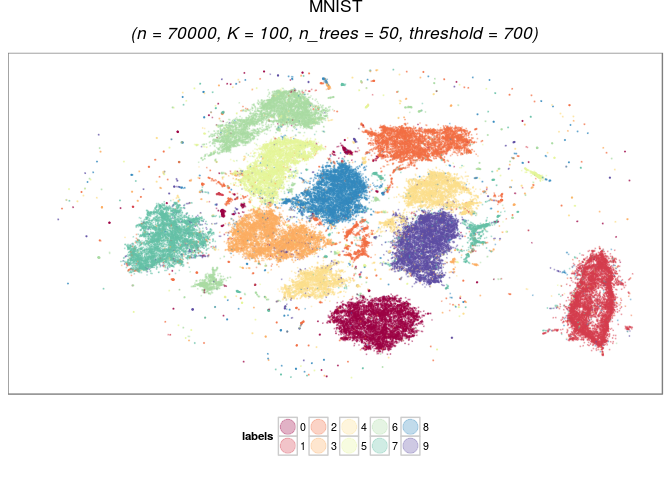 MNIST
(n = 70000, K = 100, n_trees = 50, threshold = 700)
labels 0 2 4 6 8
1 3 5 7 9